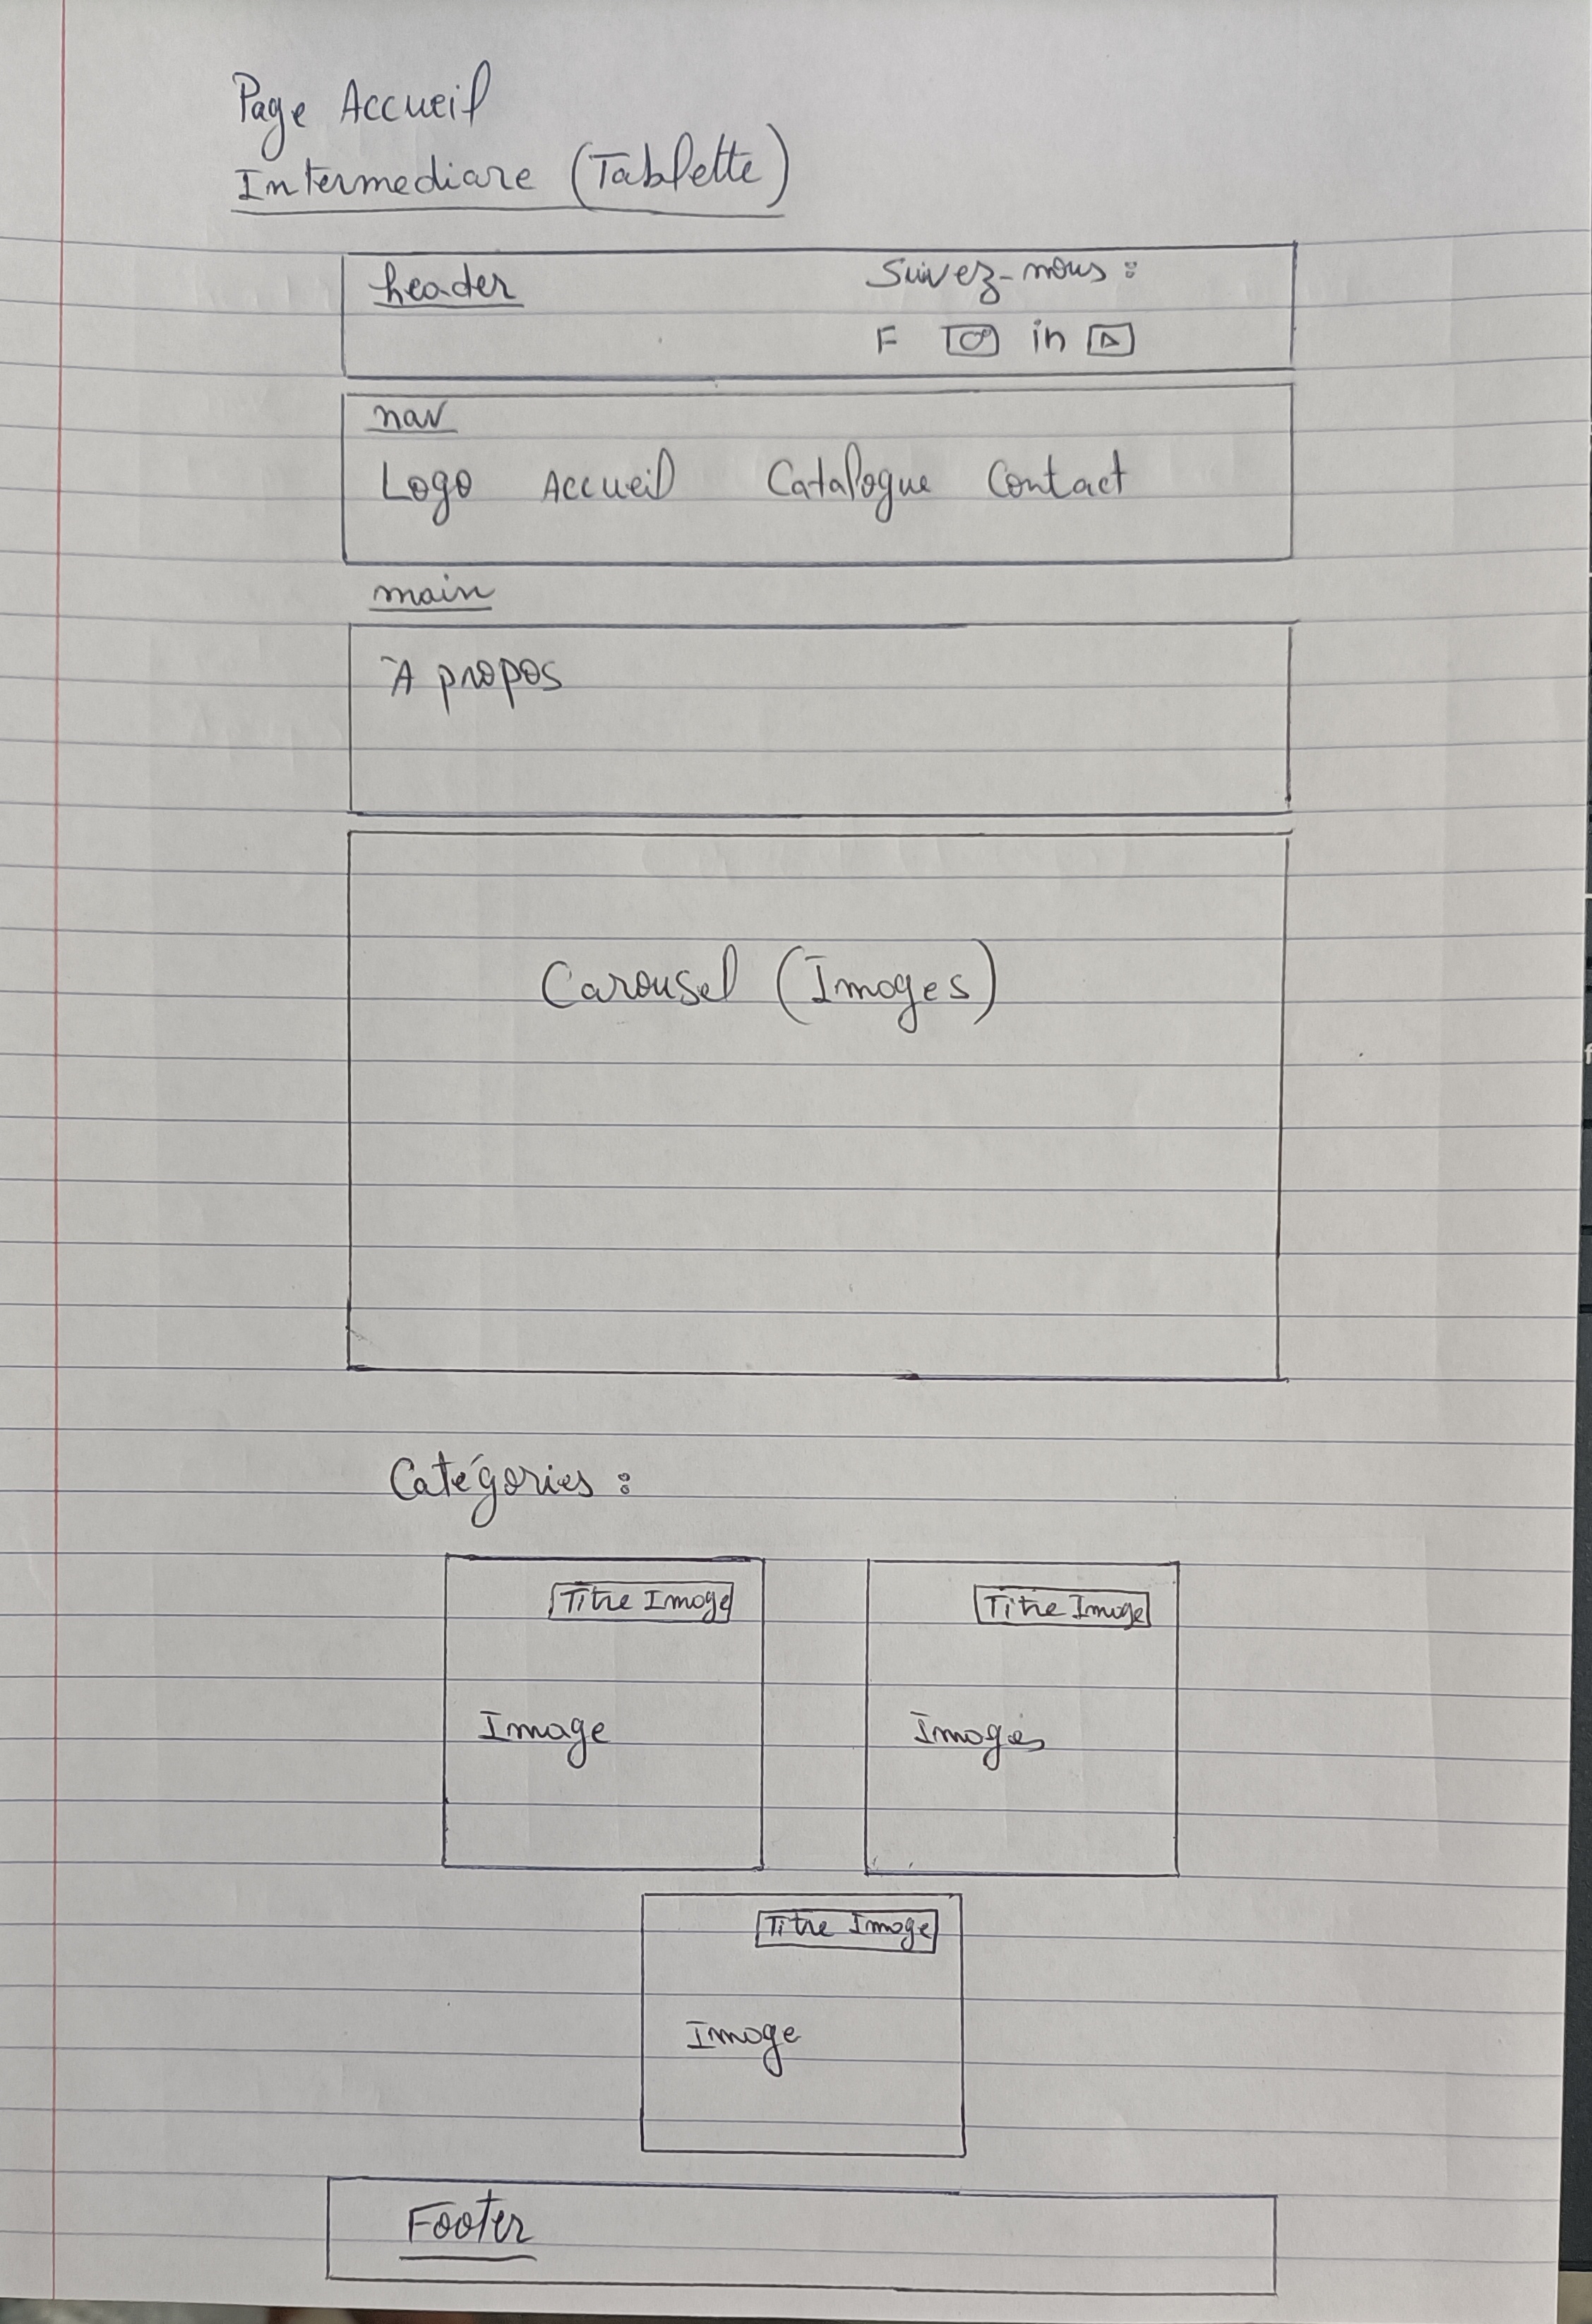 Page Accueil
Intermediare (Tablette)
header
Suivez-nous :
F in
nav
Logo Accueil Catalogue Contact
main
À propos
Carousel (Images)
Catégories :
Titre Image Titre Image
Image Images
Titre Image
Image
Footer